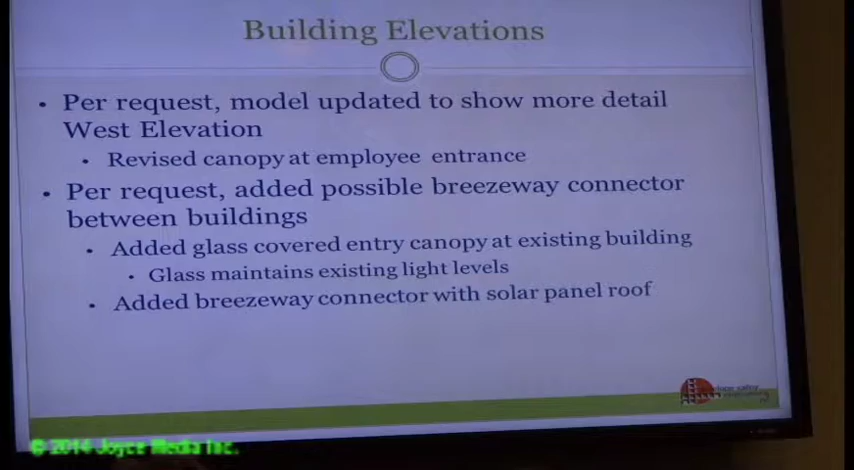 Building Elevations
• Per request, model updated to show more detail
West Elevation
• Revised canopy at employee entrance
• Per request, added possible breezeway connector
between buildings
• Added glass covered entry canopy at existing building
• Glass maintains existing light levels
• Added breezeway connector with solar panel roof
© 2014 Joyce Media Inc.